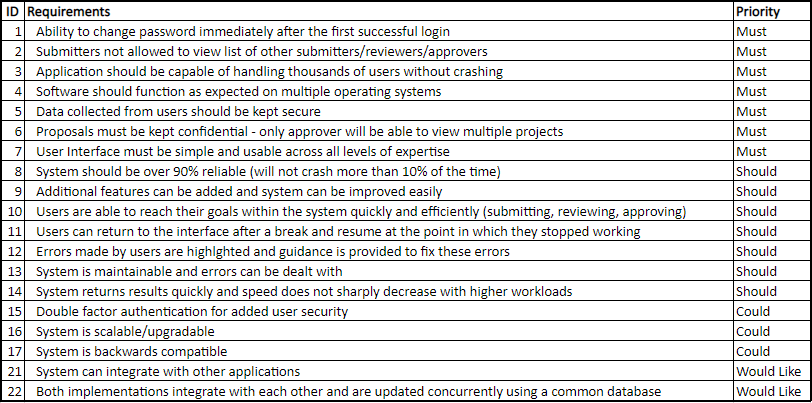 ID Requirements Priority
1 Ability to change password immediately after the first successful login Must
2 Submitters not allowed to view list of other submitters/reviewers/approvers Must
3 Application should be capable of handling thousands of users without crashing Must
4 Software should function as expected on multiple operating systems Must
5 Data collected from users should be kept secure Must
6 Proposals must be kept confidential - only approver will be able to view multiple projects Must
7 User Interface must be simple and usable across all levels of expertise Must
8 System should be over 90% reliable (will not crash more than 10% of the time) Should
9 Additional features can be added and system can be improved easily Should
10 Users are able to reach their goals within the system quickly and efficiently (submitting, reviewing, approving) Should
11 Users can return to the interface after a break and resume at the point in which they stopped working Should
12 Errors made by users are highlghted and guidance is provided to fix these errors Should
13 System is maintainable and errors can be dealt with Should
14 System returns results quickly and speed does not sharply decrease with higher workloads Should
15 Double factor authentication for added user security Could
16 System is scalable/upgradable Could
17 System is backwards compatible Could
21 System can integrate with other applications Would Like
22 Both implementations integrate with each other and are updated concurrently using a common database Would Like